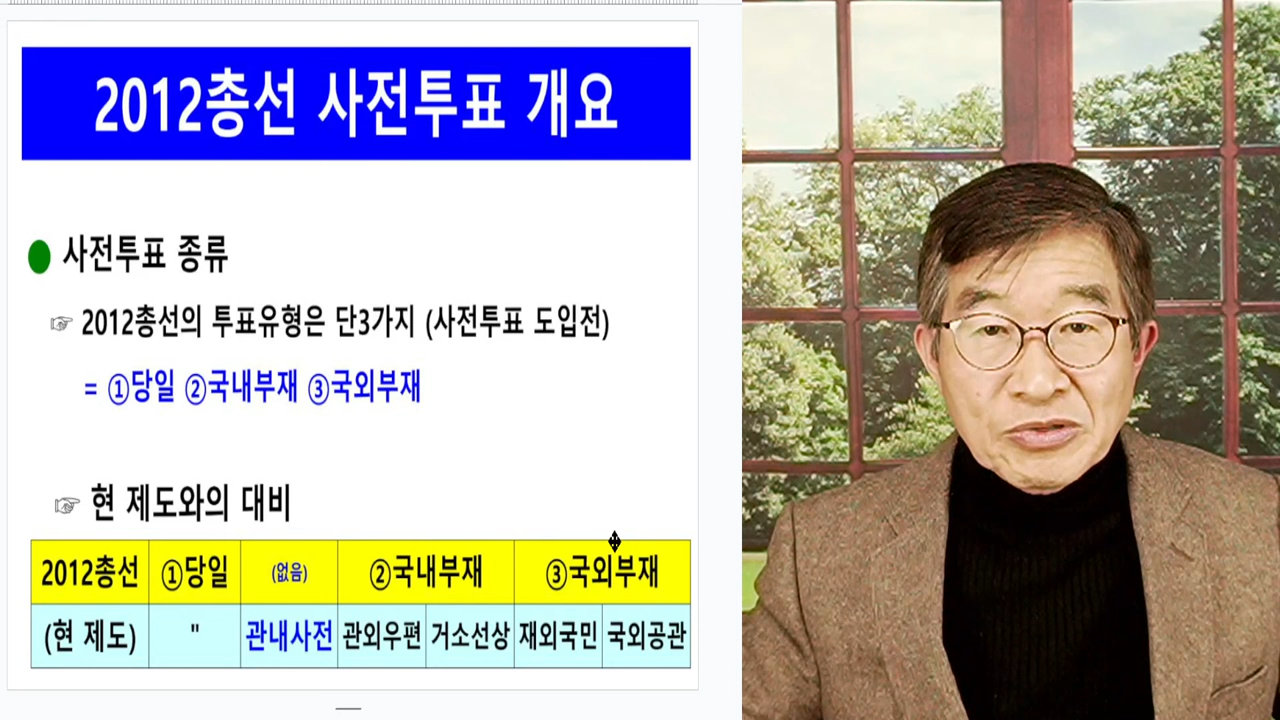 2012총선 사전투표 개요
● 사전투표 종류
☞ 2012총선의 투표유형은 단3가지 (사전투표 도입전)
= ①당일 ②국내부재 ③국외부재
☞ 현 제도와의 대비
2012총선 ①당일 (없음) ②국내부재 ③국외부재
(현 제도) " 관내사전 관외우편 거소선상 재외국민 국외공관